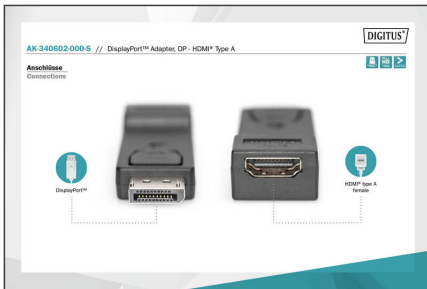 DIGITUS®
AK-340602-000-S // DisplayPort™ Adapter, DP - HDMI® Type A
Anschlüsse
Connections
DisplayPort™
HDMI® type A
female